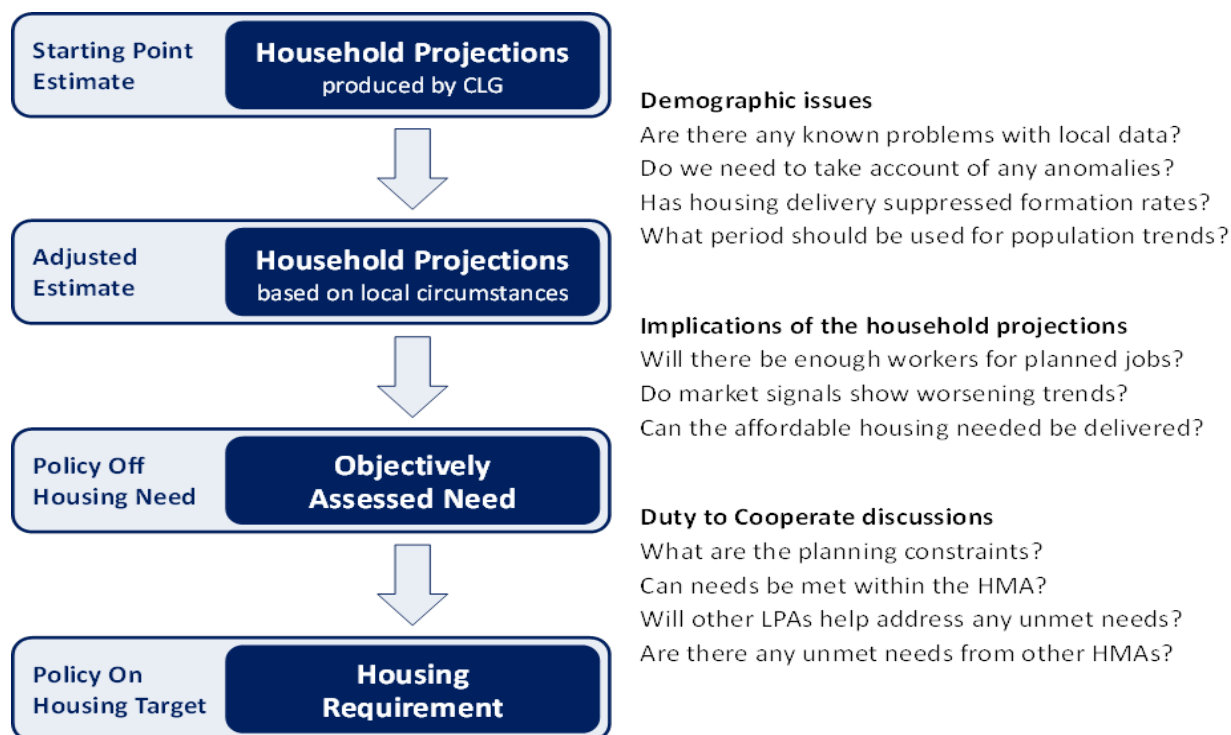 Starting Point
Estimate
Household Projections
produced by CLG
Demographic issues
Are there any known problems with local data?
Do we need to take account of any anomalies?
Has housing delivery suppressed formation rates?
What period should be used for population trends?
Adjusted
Estimate
Household Projections
based on local circumstances
Implications of the household projections
Will there be enough workers for planned jobs?
Do market signals show worsening trends?
Can the affordable housing needed be delivered?
Policy Off
Housing Need
Objectively
Assessed Need
Duty to Cooperate discussions
What are the planning constraints?
Can needs be met within the HMA?
Will other LPAs help address any unmet needs?
Are there any unmet needs from other HMAs?
Policy On
Housing Target
Housing
Requirement